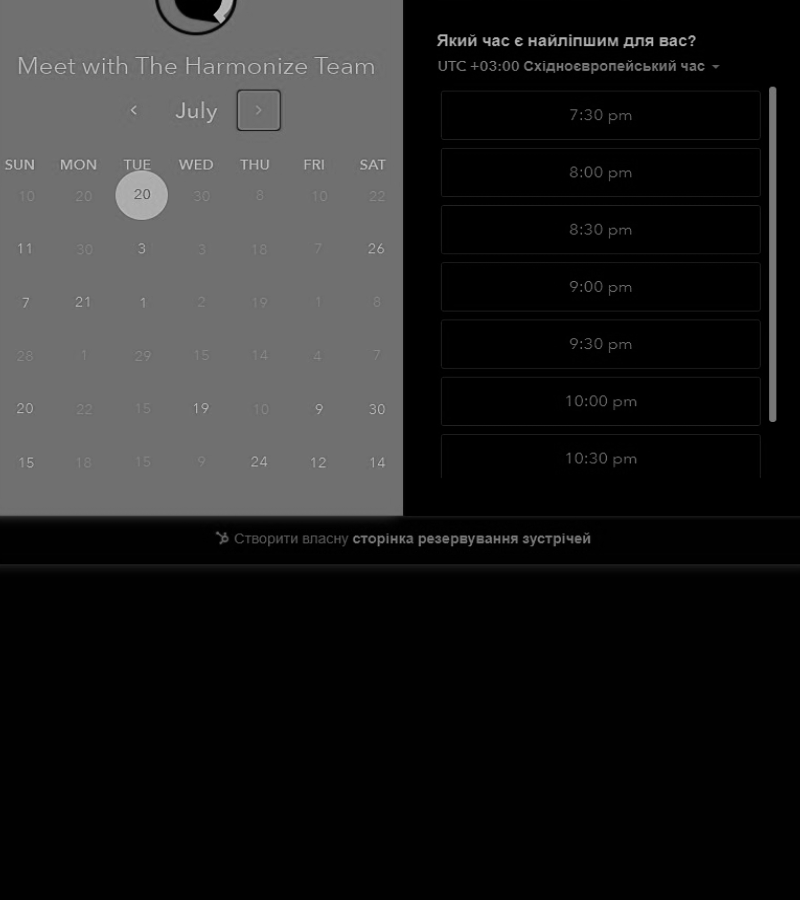 Meet with The Harmonize Team
July
SUN MON TUE WED THU FRI SAT
10 20 20 30 8 10 22
11 30 3 3 18 7 26
7 21 1 2 19 1 8
28 1 29 15 14 4 7
20 22 15 19 10 9 30
15 18 15 9 24 12 14
Який час є найліпшим для вас?
UTC +03:00 Східноєвропейський час
7:30 pm
8:00 pm
8:30 pm
9:00 pm
9:30 pm
10:00 pm
10:30 pm
Створити власну сторінка резервування зустрічей